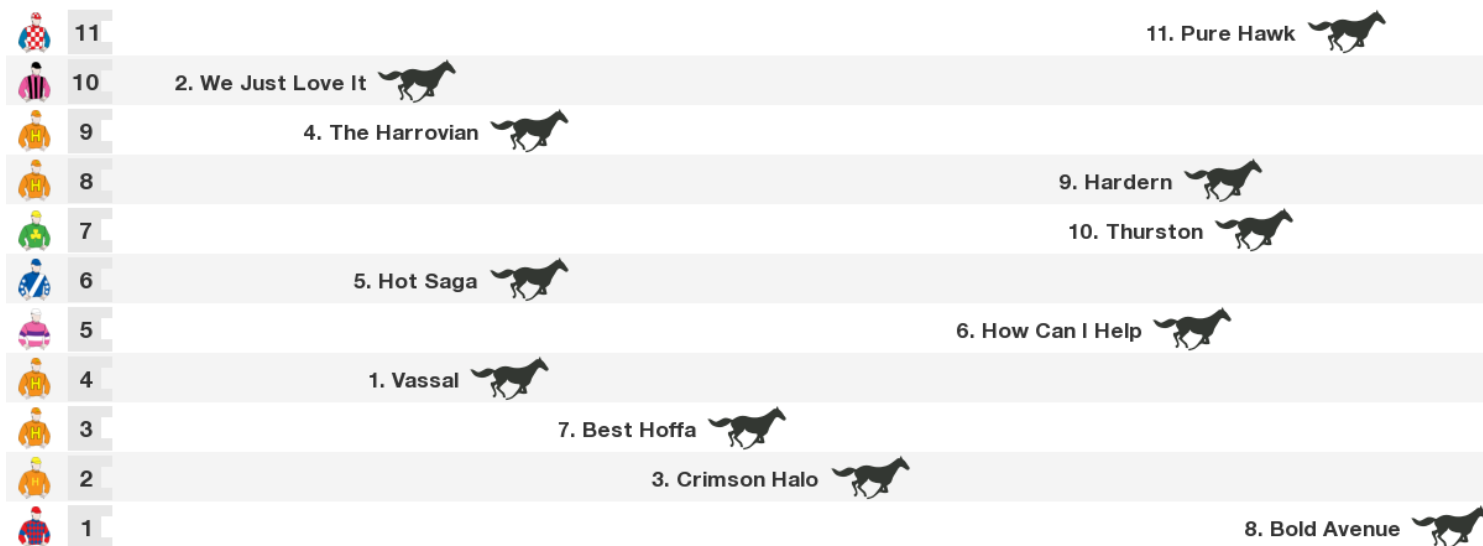 11 11. Pure Hawk
10 2. We Just Love It
H 9 4. The Harrovian
H 8 9. Hardern
7 10. Thurston
6 5. Hot Saga
5 6. How Can I Help
H 4 1. Vassal
H 3 7. Best Hoffa
H 2 3. Crimson Halo
1 8. Bold Avenue